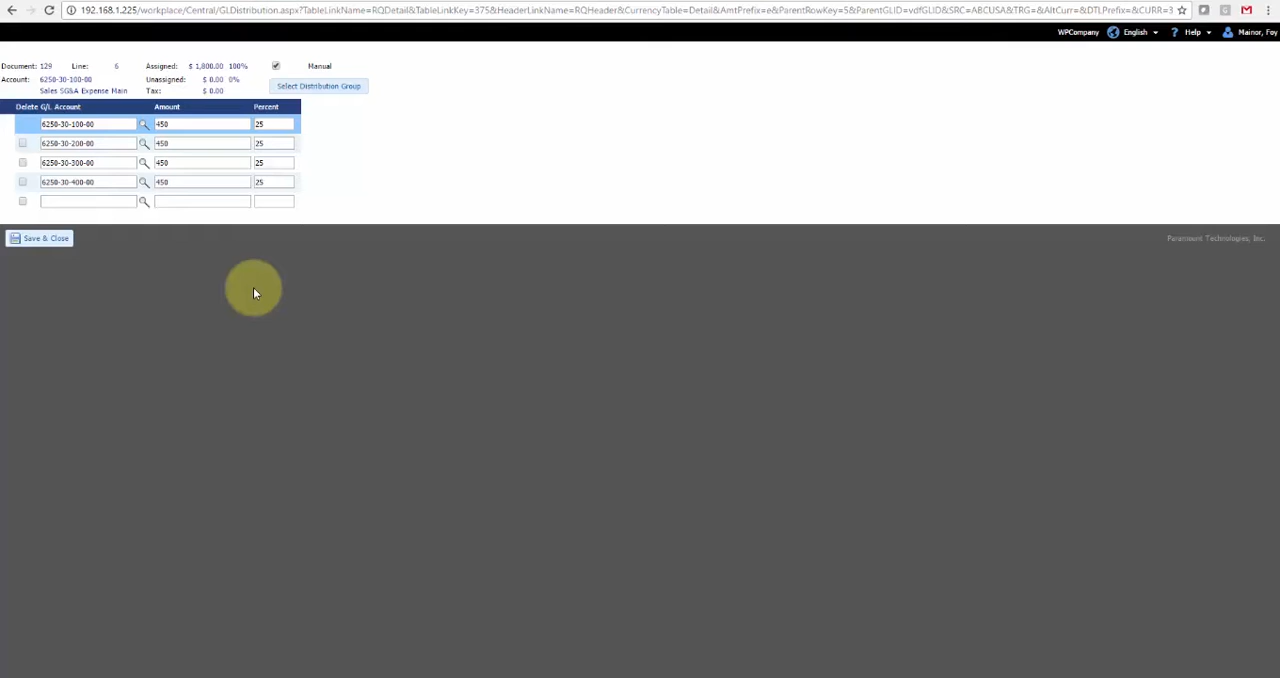 192.168.1.225/workplace/Central/GLDistribution.aspx?TableLinkName=RQDetail&TableLinkKey=375&HeaderLinkName=RQHeader&CurrencyTable=Detail&AmtPrefix=e&ParentRowKey=5&ParentGLID=vdfGLID&SRC=ABCUSA&TRG=&AltCurr=&DTLPrefix=&CURR=3
WPCompany English Help Mainor, Foy
Document: 129 Line: 6 Assigned: $ 1,800.00 100% Manual
Account: 6250-30-100-00 Unassigned: $ 0.00 0% Select Distribution Group
Sales SG&A Expense Main Tax: $ 0.00
Delete G/L Account Amount Percent
6250-30-100-00 450 25
6250-30-200-00 450 25
6250-30-300-00 450 25
6250-30-400-00 450 25
Save & Close Paramount Technologies, Inc.